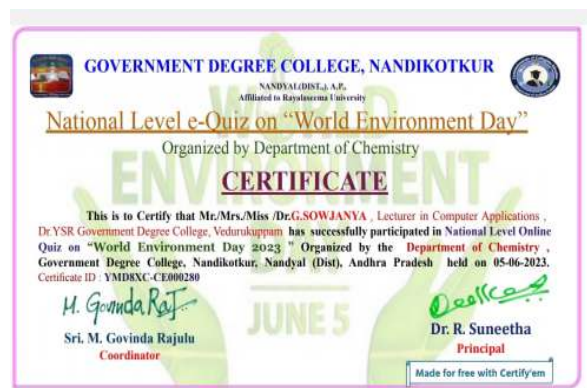 GOVERNMENT DEGREE COLLEGE, NANDIKOTKUR
NANDYAL(DIST.,). A.P.,
Affiliated to Rayalaseema University
National Level e-Quiz on “World Environment Day”
Organized by Department of Chemistry
CERTIFICATE
This is to Certify that Mr./Mrs./Miss /Dr.G.SOWJANYA , Lecturer in Computer Applications ,
Dr.YSR Government Degree College, Vedurukuppam has successfully participated in National Level Online
Quiz on “World Environment Day 2023 ” Organized by the Department of Chemistry ,
Government Degree College, Nandikotkur, Nandyal (Dist), Andhra Pradesh held on 05-06-2023.
Certificate ID : YMD8XC-CE000280
M. Govinda Raj
Sri. M. Govinda Rajulu
Coordinator
Dr. R. Suneetha
Principal
WORLD
ENVIRONMENT
DAY
JUNE 5
Made for free with Certify'em